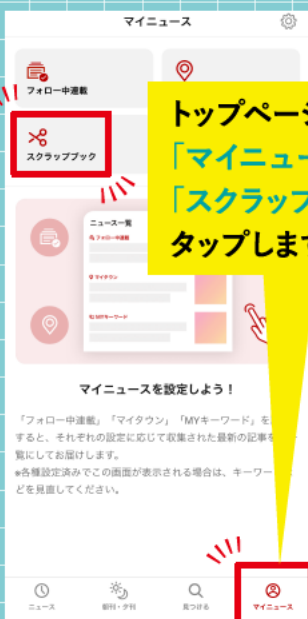 マイニュース
フォロー中連載
スクラップブック
トップページ
「マイニュー
「スクラップ
タップします
ニュース一覧
フォロー中連載
マイタウン
MYキーワード
マイニュースを設定しよう！
「フォロー中連載」「マイタウン」「MYキーワード」を
すると、それぞれの設定に応じて収集された最新の記事を
覧にしてお届けします。
※各種設定済みでこの画面が表示される場合は、キーワー
どを見直してください。
ニュース
朝刊・夕刊
見つける
マイニュース